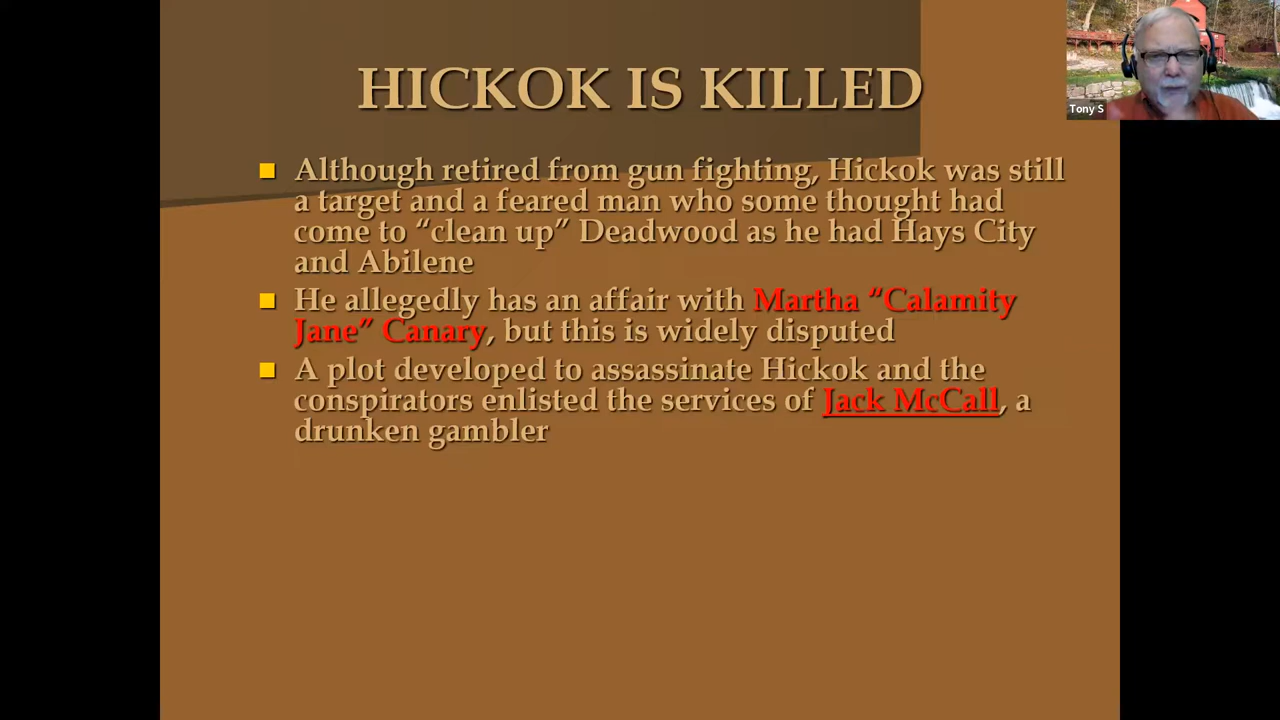 HICKOK IS KILLED
Although retired from gun fighting, Hickok was still
a target and a feared man who some thought had
come to “clean up” Deadwood as he had Hays City
and Abilene
He allegedly has an affair with Martha “Calamity
Jane” Canary, but this is widely disputed
A plot developed to assassinate Hickok and the
conspirators enlisted the services of Jack McCall, a
drunken gambler
Tony S